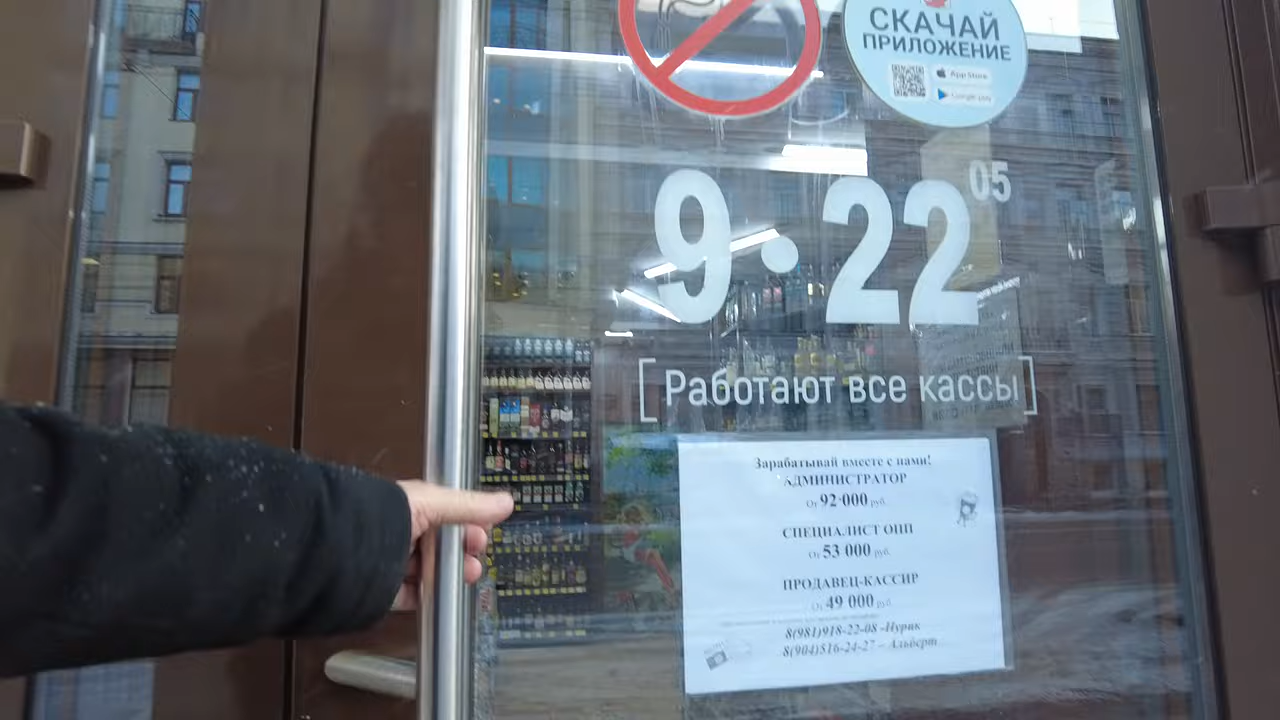 СКАЧАЙ
ПРИЛОЖЕНИЕ
App Store
Google play
9•22 05
[Работают все кассы]
Зарабатывай вместе с нами!
АДМИНИСТРАТОР
От 92 000 руб.
СПЕЦИАЛИСТ ОПП
От 53 000 руб.
ПРОДАВЕЦ-КАССИР
От 49 000 руб.
8(981)918-22-08 -Нурик
8(904)516-24-27 – Альберт